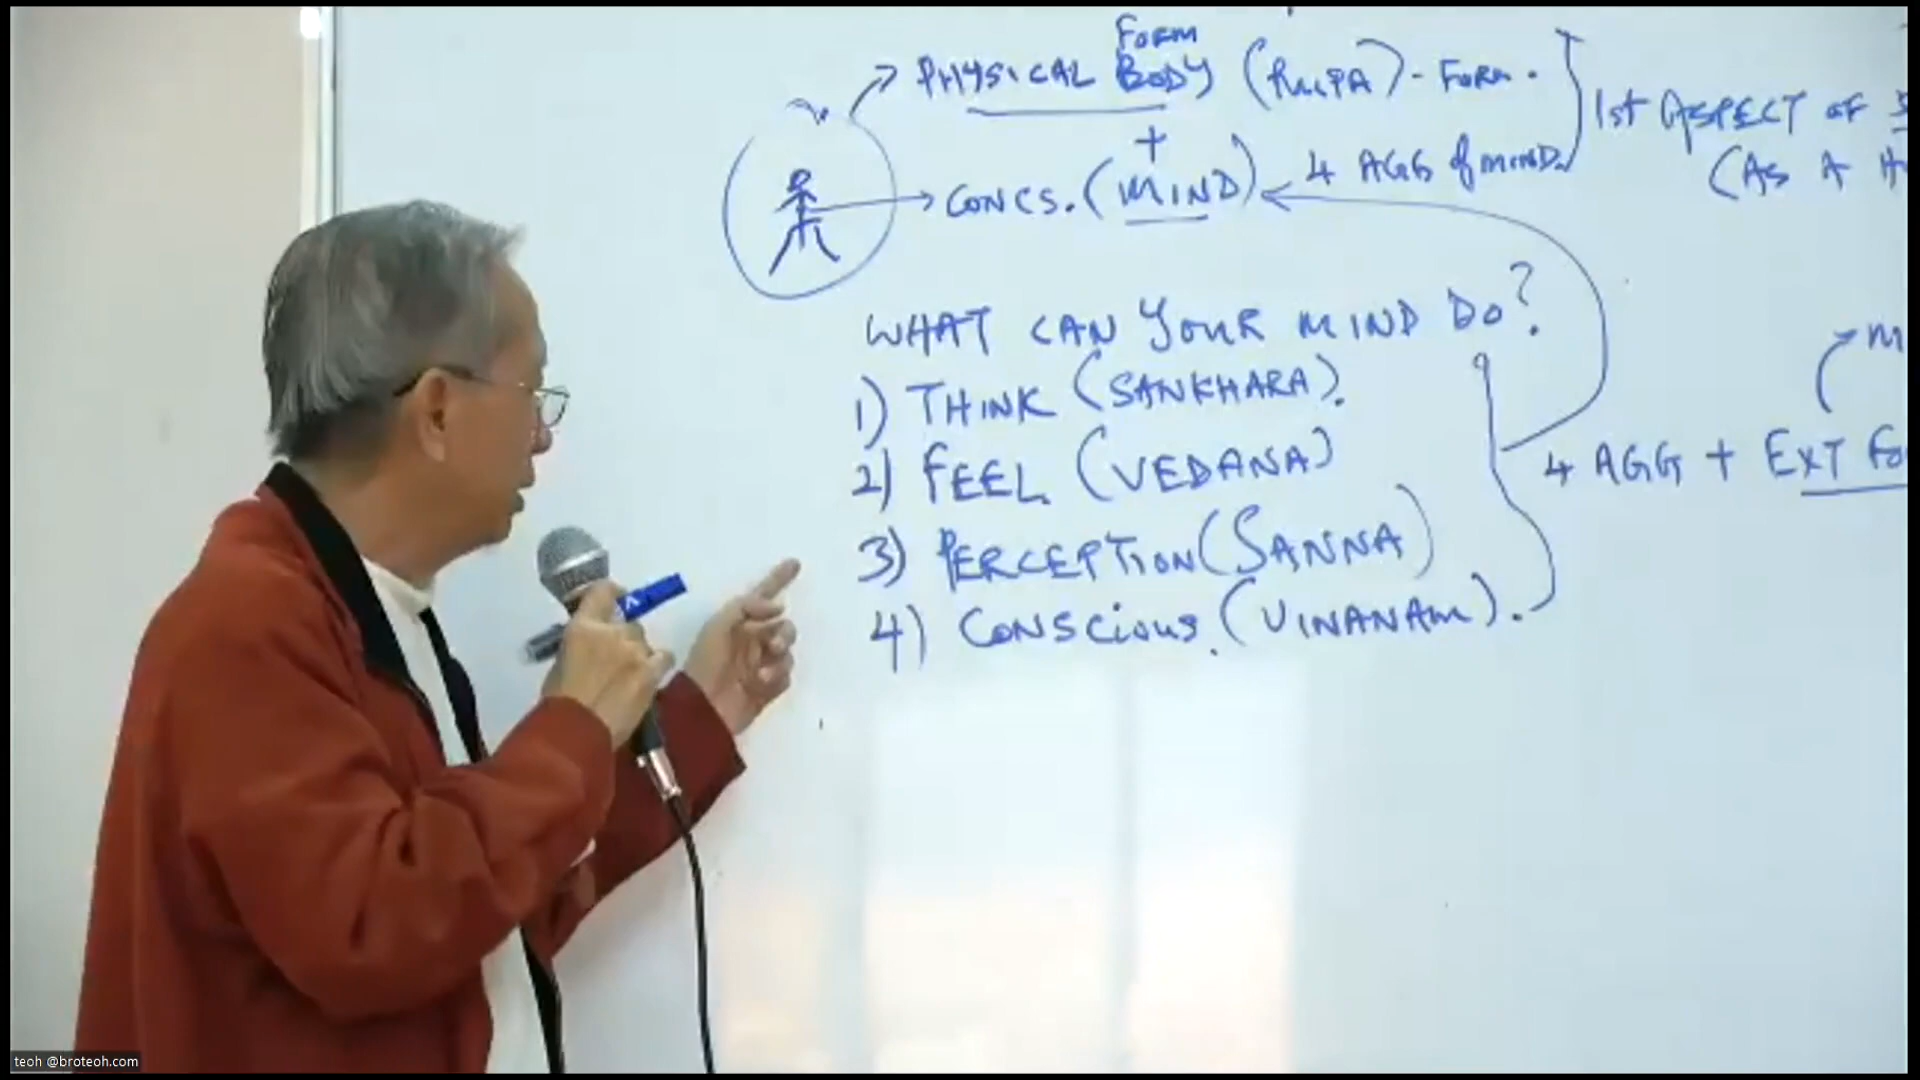 FORM
PHYSICAL BODY (RUPA) - FORM.
+
CONCS. (MIND) 4 AGG of MIND.
1st ASPECT OF
(AS A
WHAT CAN YOUR MIND DO?
1) THINK (SANKHARA).
2) FEEL (VEDANA)
3) PERCEPTION (SANNA)
4) CONSCIOUS. (VINANAM).
4 AGG + EXT
teoh @broteoh.com